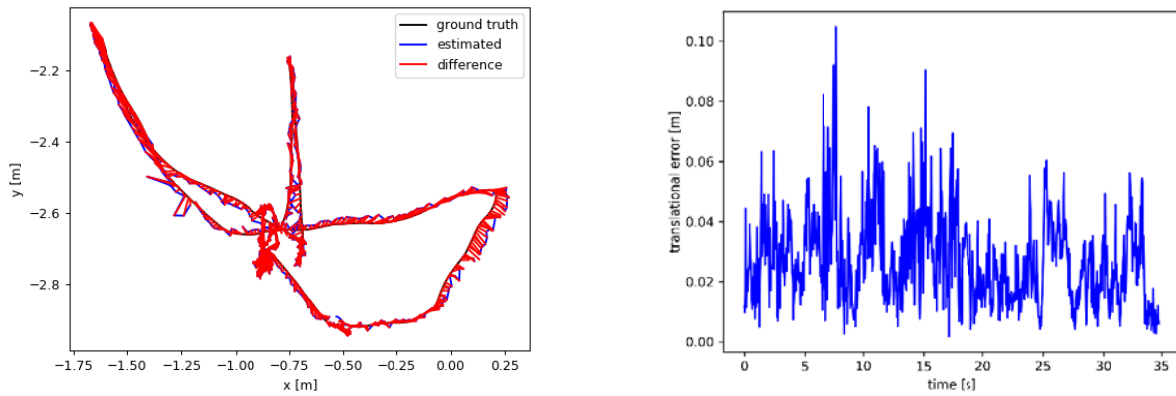 ground truth
estimated
difference
−2.2
−2.4
−2.6
−2.8
y [m]
−1.75 −1.50 −1.25 −1.00 −0.75 −0.50 −0.25 0.00 0.25
x [m]
0.10
0.08
0.06
0.04
0.02
0.00
translational error [m]
0 5 10 15 20 25 30 35
time [s]